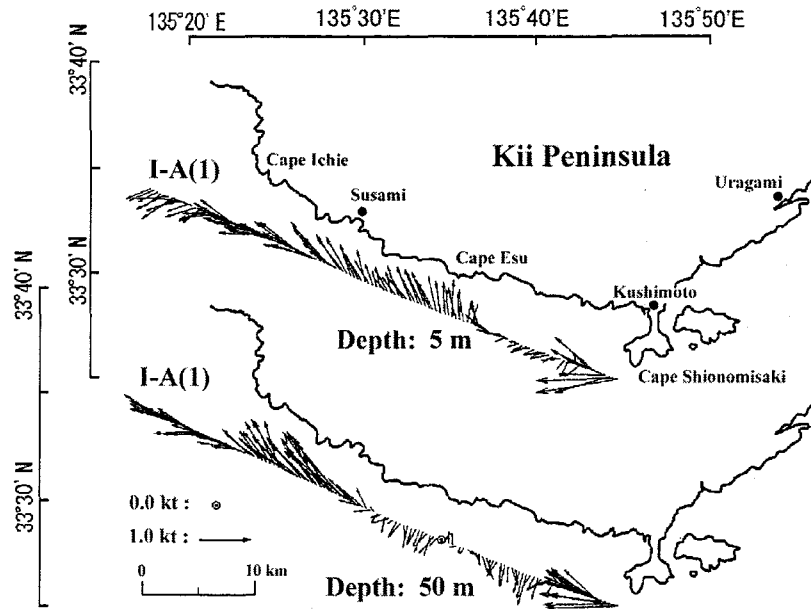 135°20' E 135°30' E 135°40' E 135°50' E
33°40' N
33°30' N
I-A(1)
Cape Ichie
Kii Peninsula
Susami
Uragami
Cape Esu
Kushimoto
Depth: 5 m
Cape Shionomisaki
33°40' N
33°30' N
I-A(1)
0.0 kt :
1.0 kt :
0 10 km
Depth: 50 m